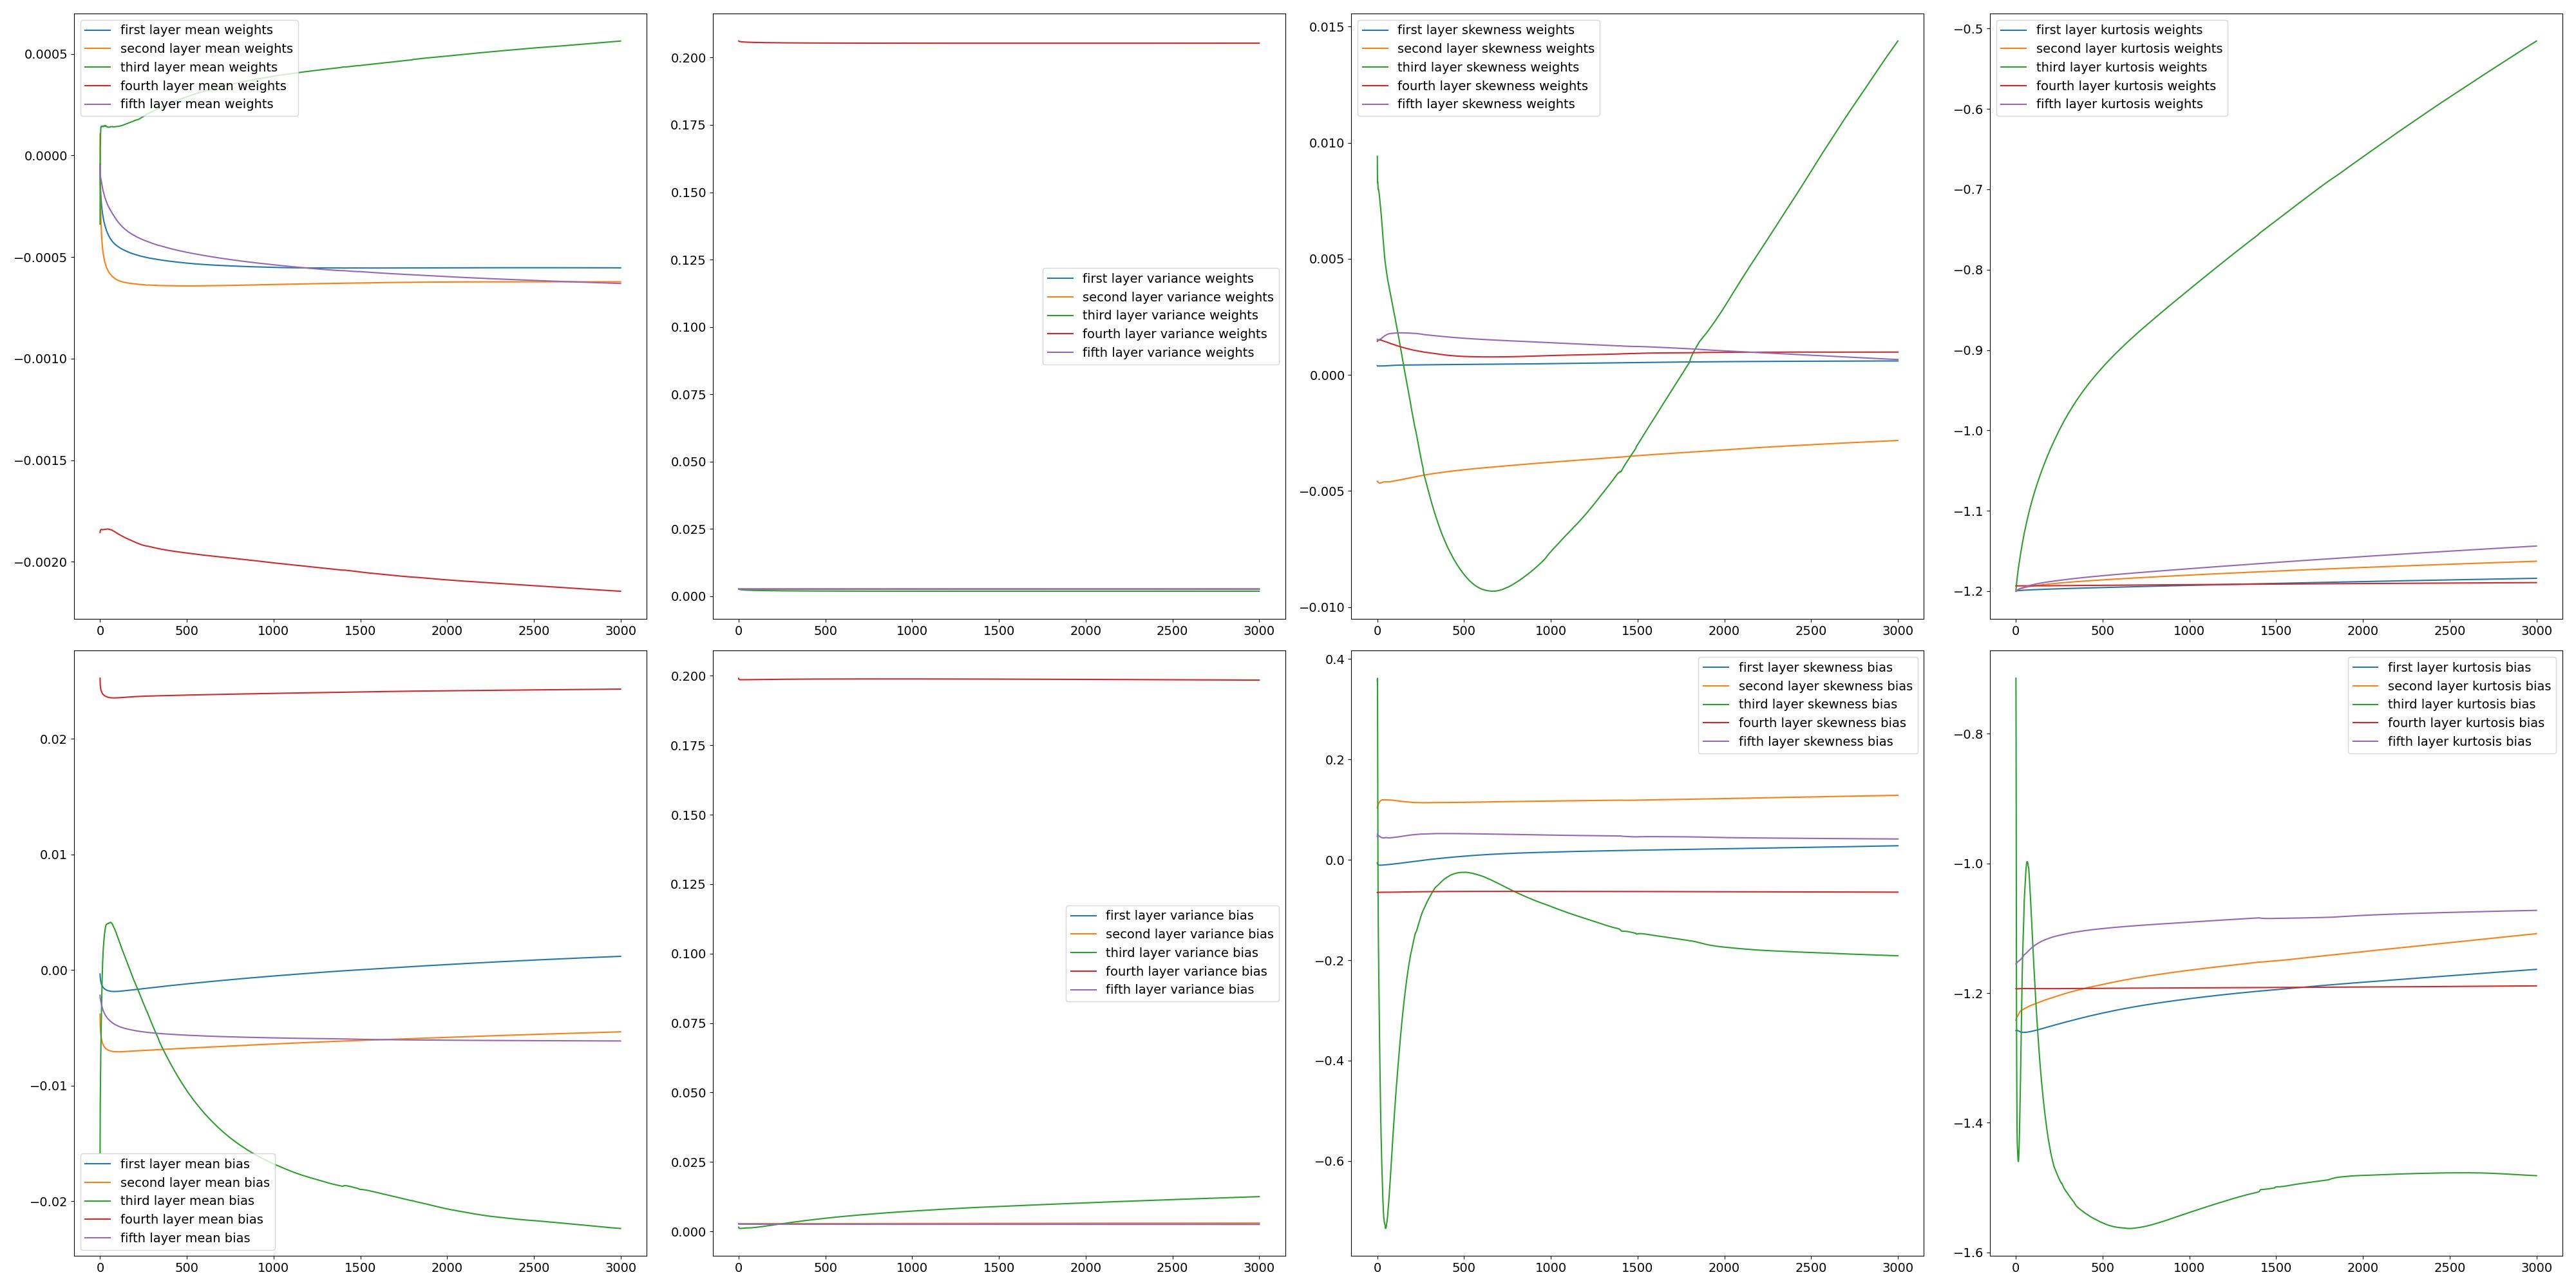 first layer mean weights
second layer mean weights
third layer mean weights
fourth layer mean weights
fifth layer mean weights
0.0005
0.0000
−0.0005
−0.0010
−0.0015
−0.0020
0 500 1000 1500 2000 2500 3000
0.200
0.175
0.150
0.125
0.100
0.075
0.050
0.025
0.000
first layer variance weights
second layer variance weights
third layer variance weights
fourth layer variance weights
fifth layer variance weights
0 500 1000 1500 2000 2500 3000
0.015
0.010
0.005
0.000
−0.005
−0.010
first layer skewness weights
second layer skewness weights
third layer skewness weights
fourth layer skewness weights
fifth layer skewness weights
0 500 1000 1500 2000 2500 3000
−0.5
−0.6
−0.7
−0.8
−0.9
−1.0
−1.1
−1.2
first layer kurtosis weights
second layer kurtosis weights
third layer kurtosis weights
fourth layer kurtosis weights
fifth layer kurtosis weights
0 500 1000 1500 2000 2500 3000
0.02
0.01
0.00
−0.01
−0.02
first layer mean bias
second layer mean bias
third layer mean bias
fourth layer mean bias
fifth layer mean bias
0 500 1000 1500 2000 2500 3000
0.200
0.175
0.150
0.125
0.100
0.075
0.050
0.025
0.000
first layer variance bias
second layer variance bias
third layer variance bias
fourth layer variance bias
fifth layer variance bias
0 500 1000 1500 2000 2500 3000
0.4
0.2
0.0
−0.2
−0.4
−0.6
first layer skewness bias
second layer skewness bias
third layer skewness bias
fourth layer skewness bias
fifth layer skewness bias
0 500 1000 1500 2000 2500 3000
−0.8
−1.0
−1.2
−1.4
−1.6
first layer kurtosis bias
second layer kurtosis bias
third layer kurtosis bias
fourth layer kurtosis bias
fifth layer kurtosis bias
0 500 1000 1500 2000 2500 3000